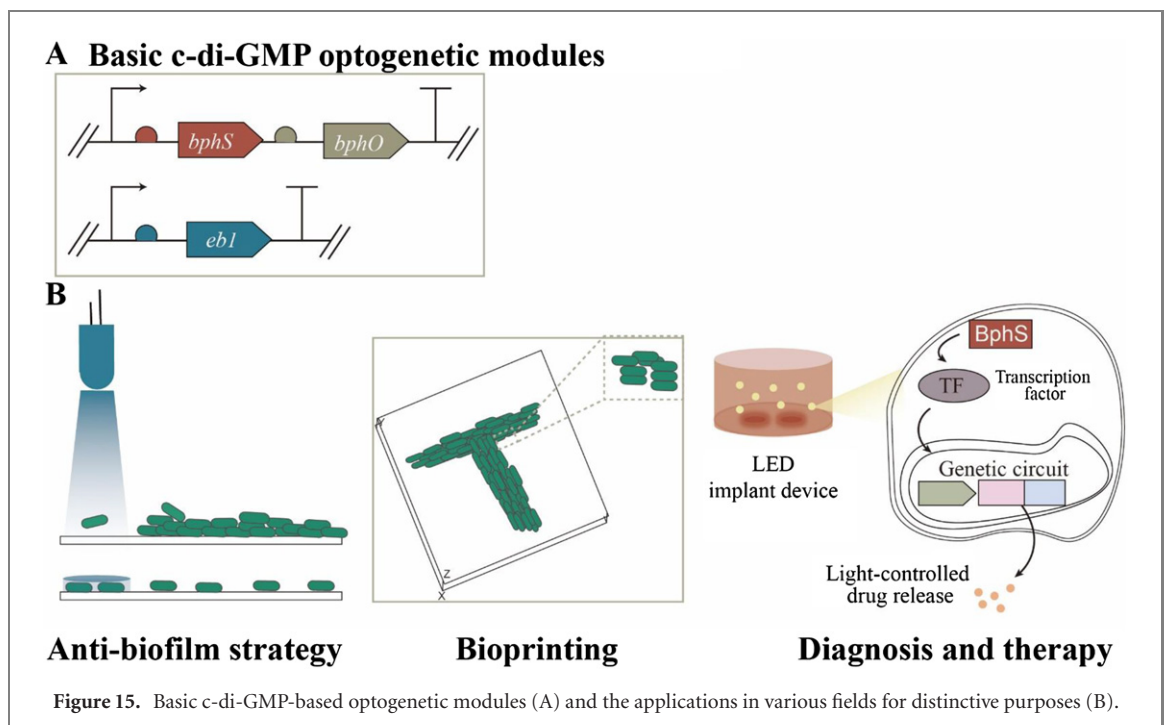 A Basic c-di-GMP optogenetic modules
bphS
bphO
eb1
B
Y
Z
X
LED
implant device
BphS
TF
Transcription
factor
Genetic circuit
Light-controlled
drug release
Anti-biofilm strategy
Bioprinting
Diagnosis and therapy
Figure 15. Basic c-di-GMP-based optogenetic modules (A) and the applications in various fields for distinctive purposes (B).